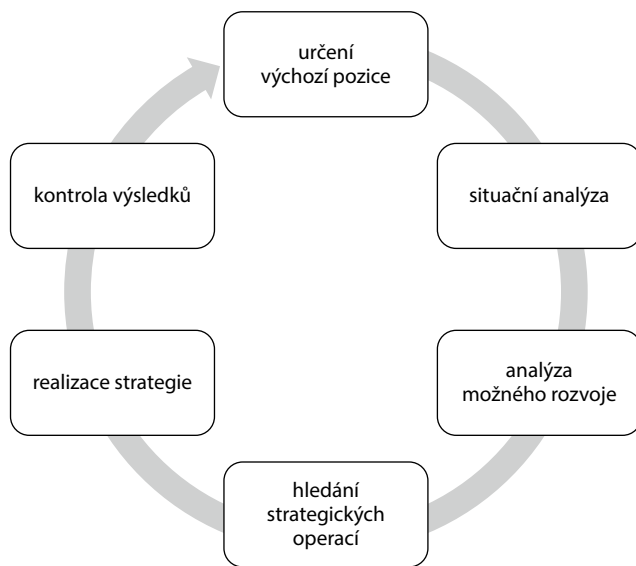 určení
výchozí pozice
situační analýza
analýza
možného rozvoje
hledání
strategických
operací
realizace strategie
kontrola výsledků